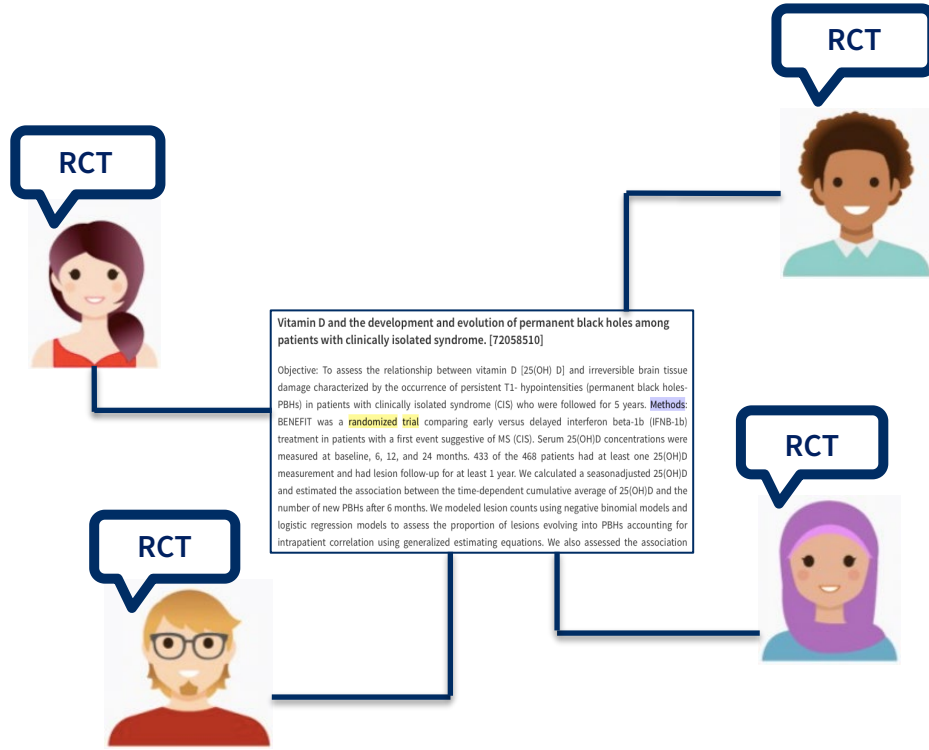 RCT
RCT
Vitamin D and the development and evolution of permanent black holes among
patients with clinically isolated syndrome. [72058510]
Objective: To assess the relationship between vitamin D [25(OH) D] and irreversible brain tissue
damage characterized by the occurrence of persistent T1- hypointensities (permanent black holes-
PBHs) in patients with clinically isolated syndrome (CIS) who were followed for 5 years. Methods:
BENEFIT was a randomized trial comparing early versus delayed interferon beta-1b (IFNB-1b)
treatment in patients with a first event suggestive of MS (CIS). Serum 25(OH)D concentrations were
measured at baseline, 6, 12, and 24 months. 433 of the 468 patients had at least one 25(OH)D
measurement and had lesion follow-up for at least 1 year. We calculated a seasonadjusted 25(OH)D
and estimated the association between the time-dependent cumulative average of 25(OH)D and the
number of new PBHs after 6 months. We modeled lesion counts using negative binomial models and
logistic regression models to assess the proportion of lesions evolving into PBHs accounting for
intrapatient correlation using generalized estimating equations. We also assessed the association
RCT
RCT